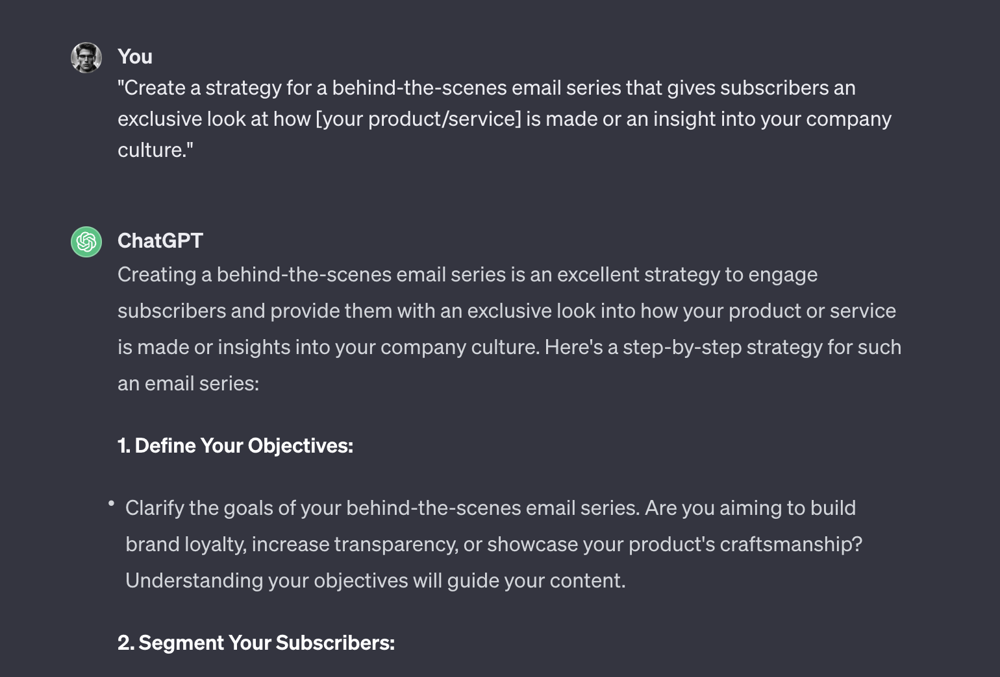 You
"Create a strategy for a behind-the-scenes email series that gives subscribers an
exclusive look at how [your product/service] is made or an insight into your company
culture."
ChatGPT
Creating a behind-the-scenes email series is an excellent strategy to engage
subscribers and provide them with an exclusive look into how your product or service
is made or insights into your company culture. Here's a step-by-step strategy for such
an email series:
1. Define Your Objectives:
• Clarify the goals of your behind-the-scenes email series. Are you aiming to build
brand loyalty, increase transparency, or showcase your product's craftsmanship?
Understanding your objectives will guide your content.
2. Segment Your Subscribers: